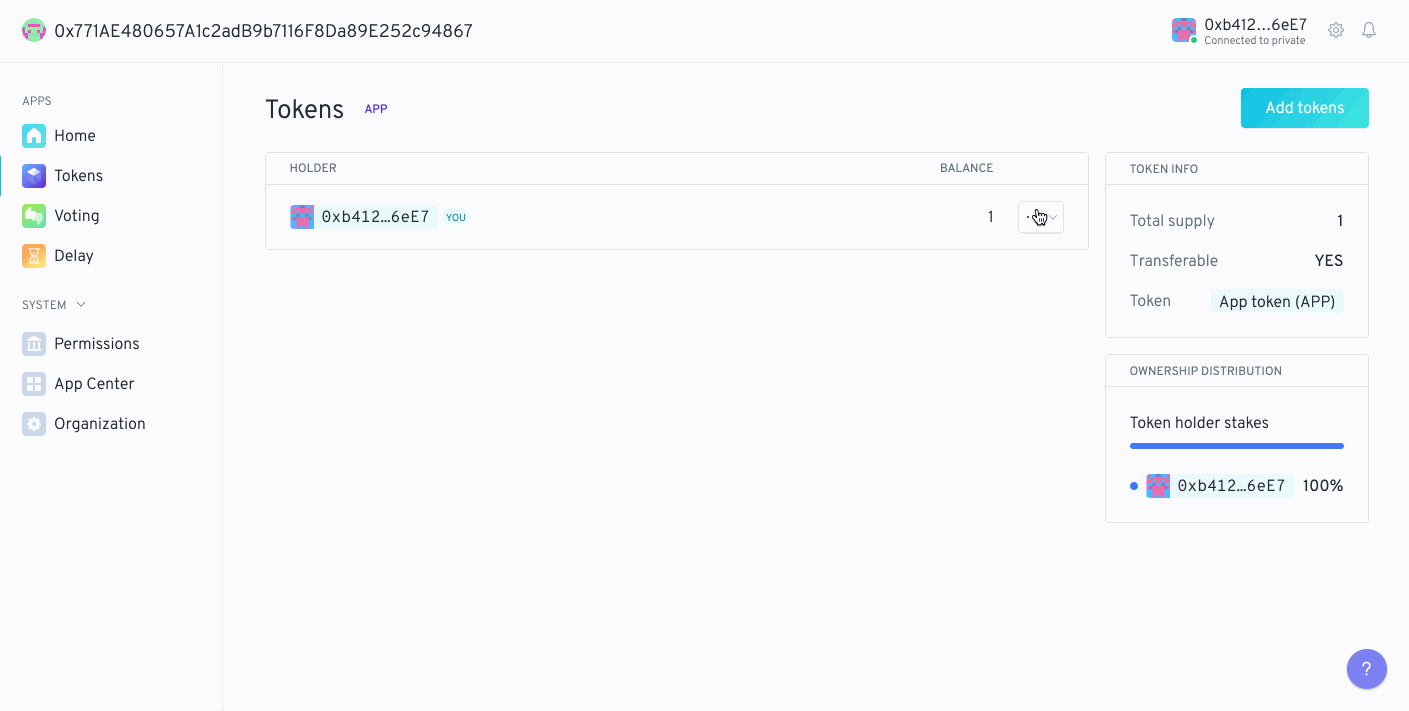 0x771AE480657A1c2adB9b7116F8Da89E252c94867
0xb412…6eE7
Connected to private
APPS
Home
Tokens
Voting
Delay
SYSTEM
Permissions
App Center
Organization
Tokens APP
Add tokens
HOLDER BALANCE
0xb412…6eE7 YOU 1
TOKEN INFO
Total supply 1
Transferable YES
Token App token (APP)
OWNERSHIP DISTRIBUTION
Token holder stakes
0xb412…6eE7 100%
?